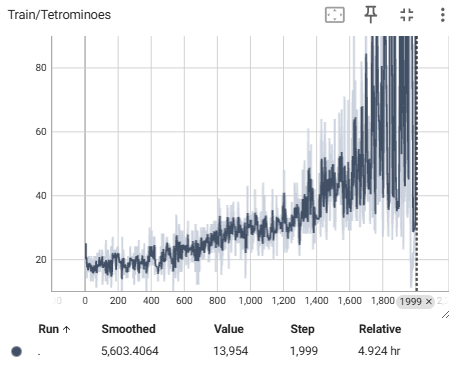 Train/Tetrominoes
80
60
40
20
0 200 400 600 800 1,000 1,200 1,400 1,600 1,800 1999 ×
Run ↑ Smoothed Value Step Relative
. 5,603.4064 13,954 1,999 4.924 hr